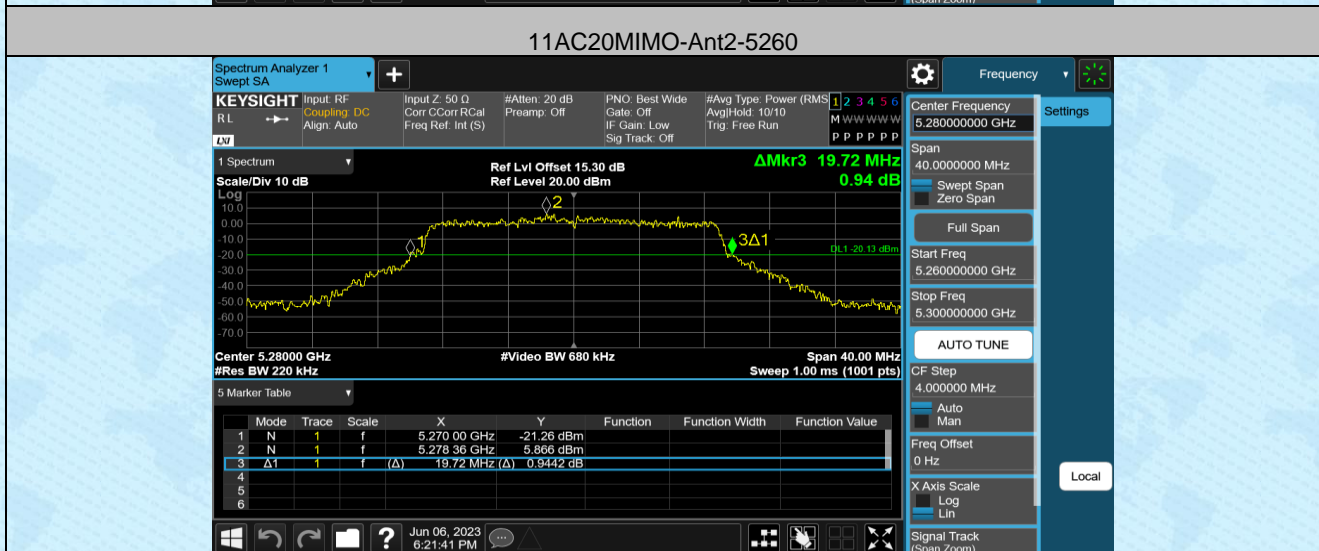 (Span Zoom)
11AC20MIMO-Ant2-5260
Spectrum Analyzer 1
Swept SA
+
Frequency
KEYSIGHT
RL
LXI
Input: RF
Coupling: DC
Align: Auto
Input Z: 50 Ω
Corr CCorr RCal
Freq Ref: Int (S)
#Atten: 20 dB
Preamp: Off
PNO: Best Wide
Gate: Off
IF Gain: Low
Sig Track: Off
#Avg Type: Power (RMS
Avg|Hold: 10/10
Trig: Free Run
1 2 3 4 5 6
M W W W W W
P P P P P P
1 Spectrum
Scale/Div 10 dB
Ref Lvl Offset 15.30 dB
Ref Level 20.00 dBm
ΔMkr3 19.72 MHz
0.94 dB
Log
10.0
0.00
-10.0
-20.0
-30.0
-40.0
-50.0
-60.0
-70.0
1
2
3Δ1
DL1 -20.13 dBm
Center 5.28000 GHz
#Res BW 220 kHz
#Video BW 680 kHz
Span 40.00 MHz
Sweep 1.00 ms (1001 pts)
5 Marker Table
Mode Trace Scale X Y Function Function Width Function Value
1 N 1 f 5.270 00 GHz -21.26 dBm
2 N 1 f 5.278 36 GHz 5.866 dBm
3 Δ1 1 f (Δ) 19.72 MHz (Δ) 0.9442 dB
4
5
6
Center Frequency
5.280000000 GHz
Settings
Span
40.0000000 MHz
Swept Span
Zero Span
Full Span
Start Freq
5.260000000 GHz
Stop Freq
5.300000000 GHz
AUTO TUNE
CF Step
4.000000 MHz
Auto
Man
Freq Offset
0 Hz
X Axis Scale
Log
Lin
Local
Signal Track
(Span Zoom)
?
Jun 06, 2023
6:21:41 PM